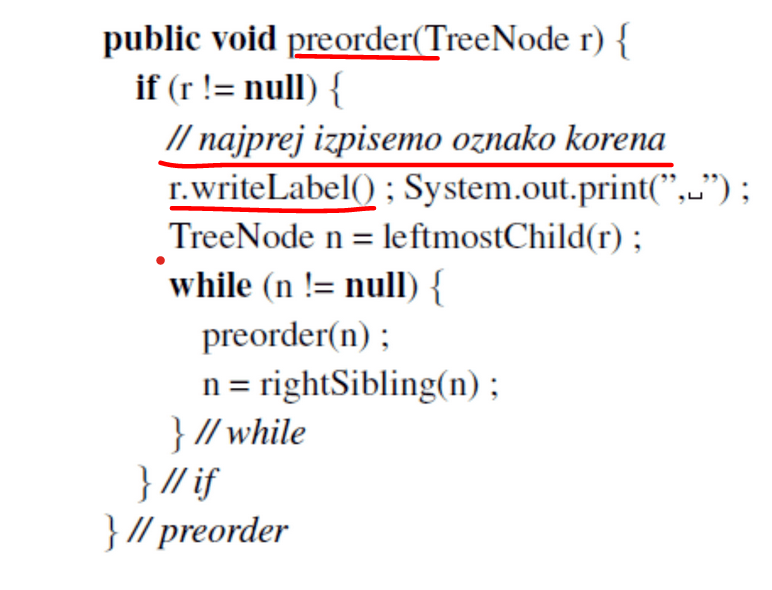 public void preorder(TreeNode r) {
if (r != null) {
// najprej izpisemo oznako korena
r.writeLabel() ; System.out.print(”,␣”) ;
TreeNode n = leftmostChild(r) ;
while (n != null) {
preorder(n) ;
n = rightSibling(n) ;
} // while
} // if
} // preorder